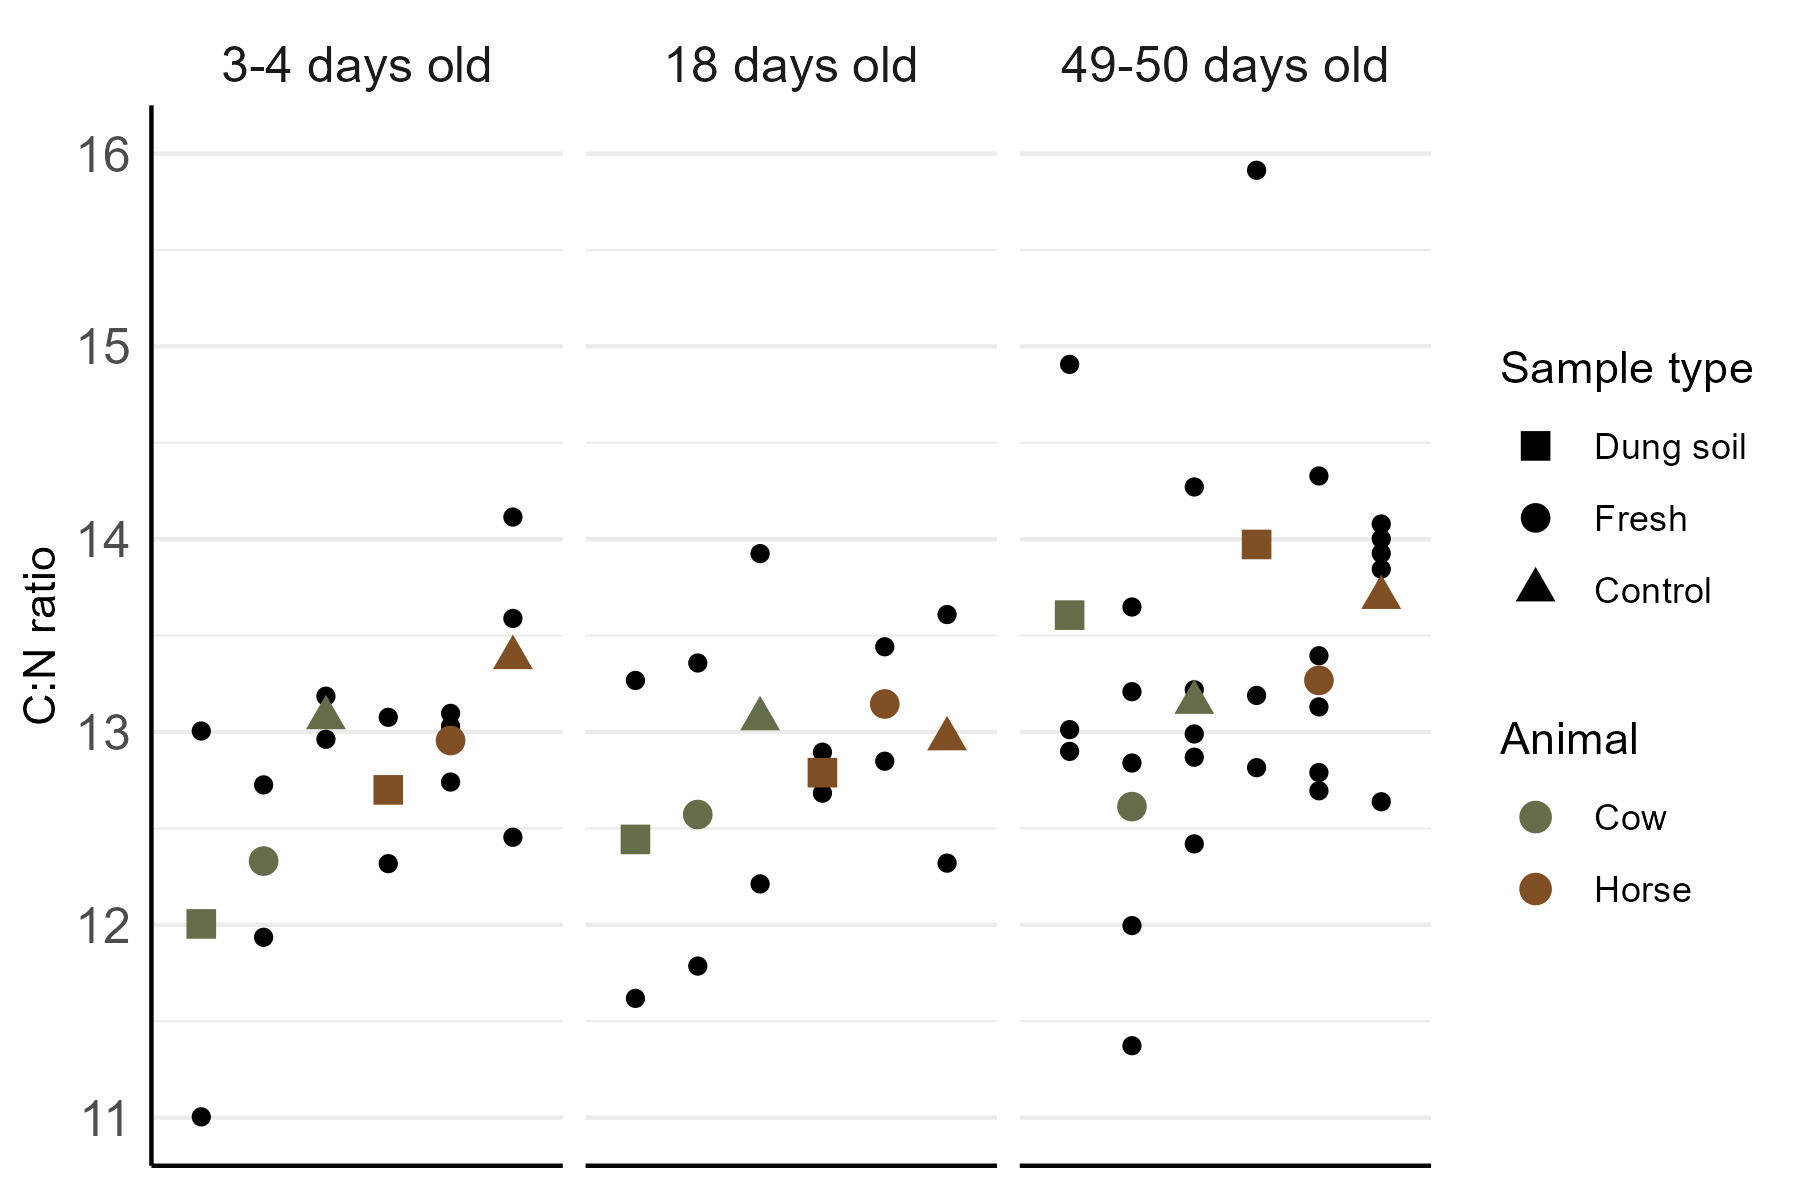 3-4 days old
18 days old
49-50 days old
16
15
14
13
12
11
C:N ratio
Sample type
Dung soil
Fresh
Control
Animal
Cow
Horse